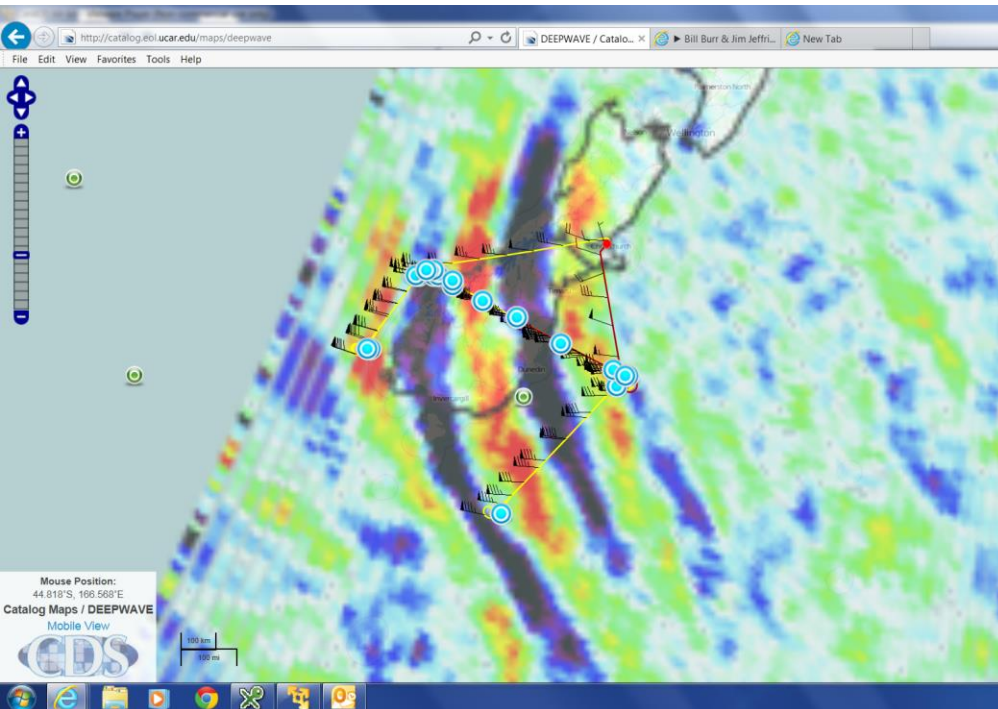 http://catalog.eol.ucar.edu/maps/deepwave
DEEPWAVE / Catalo...
Bill Burr & Jim Jeffri...
New Tab
File Edit View Favorites Tools Help
Wellington
Dunedin
Invercargill
Mouse Position:
44.818°S, 166.568°E
Catalog Maps / DEEPWAVE
Mobile View
CDS
100 km
100 mi